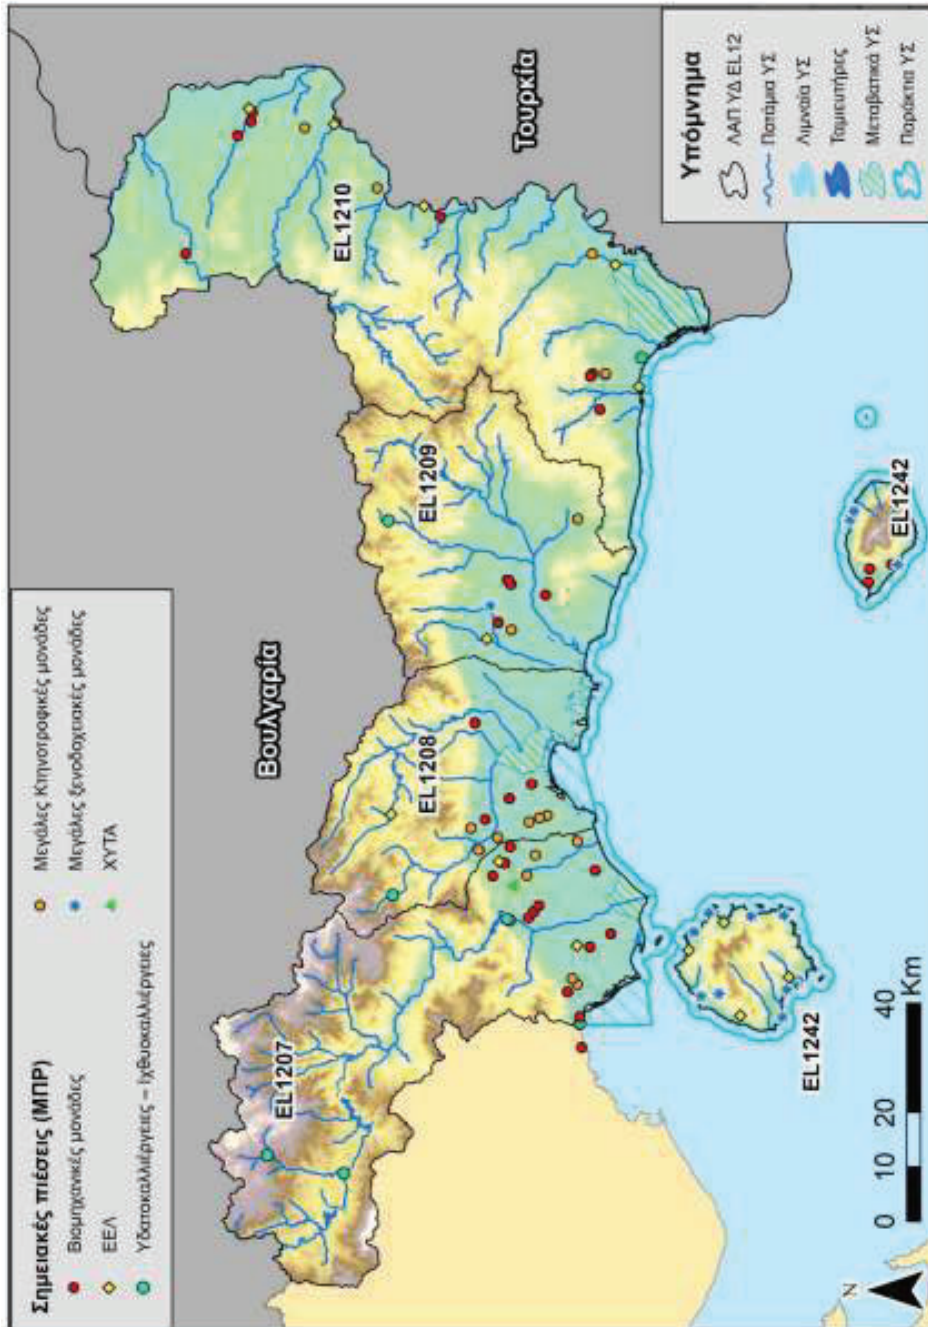 Σημειακές πιέσεις (ΜΠΡ)
Βιομηχανικές μονάδες
ΕΕΛ
Υδατοκαλλιέργειες – Ιχθυοκαλλιέργειες
Μεγάλες Κτηνοτροφικές μονάδες
Μεγάλες ξενοδοχειακές μονάδες
ΧΥΤΑ
Βουλγαρία
Τουρκία
EL1207
EL1208
EL1209
EL1210
EL1242
EL1242
Υπόμνημα
ΛΑΠ ΥΔ EL12
Ποτάμια ΥΣ
Λιμναία ΥΣ
Ταμιευτήρες
Μεταβατικά ΥΣ
Παράκτια ΥΣ
N
0 10 20 40
Km